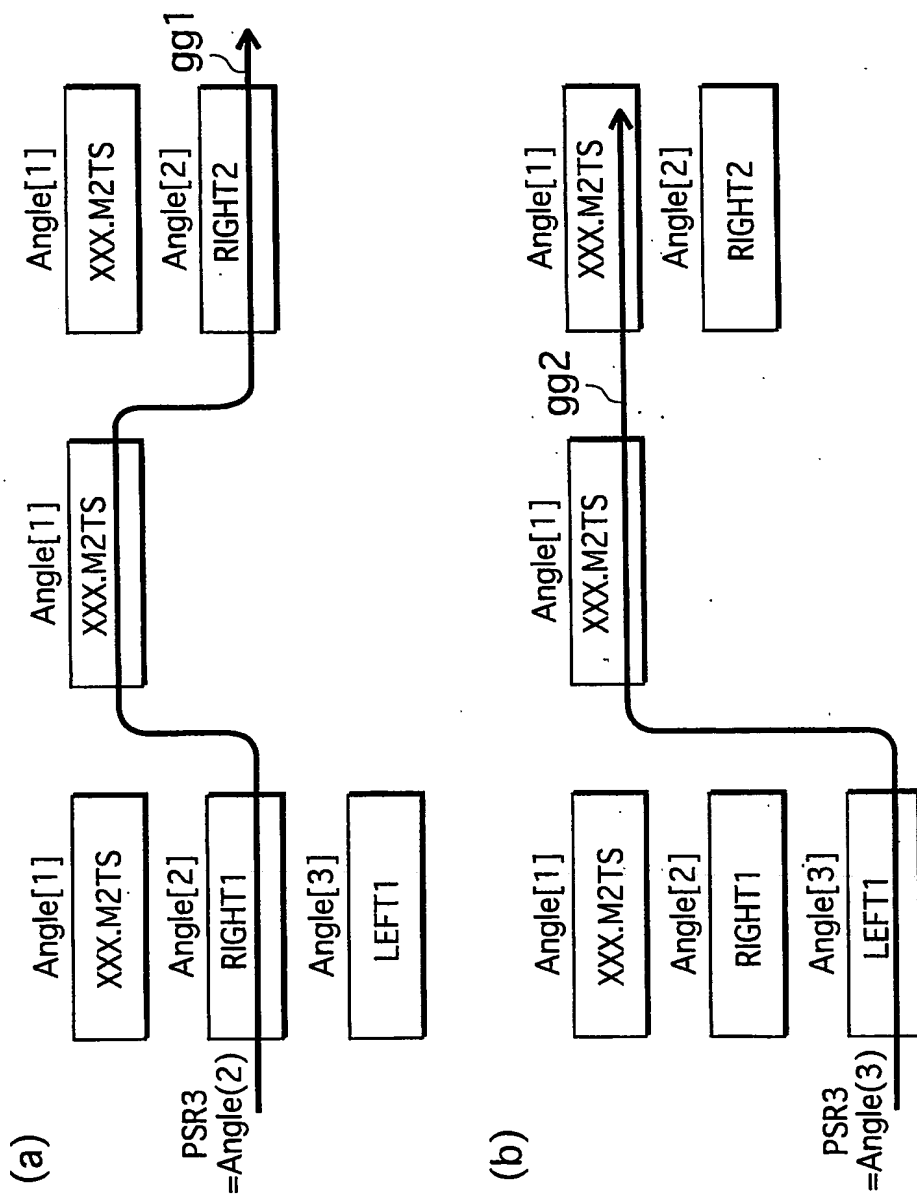 (a)
PSR3
=Angle(2)
Angle[1]
XXX.M2TS
Angle[2]
RIGHT1
Angle[3]
LEFT1
Angle[1]
XXX.M2TS
Angle[1]
XXX.M2TS
Angle[2]
RIGHT2
gg1
(b)
PSR3
=Angle(3)
Angle[1]
XXX.M2TS
Angle[2]
RIGHT1
Angle[3]
LEFT1
Angle[1]
XXX.M2TS
gg2
Angle[1]
XXX.M2TS
Angle[2]
RIGHT2